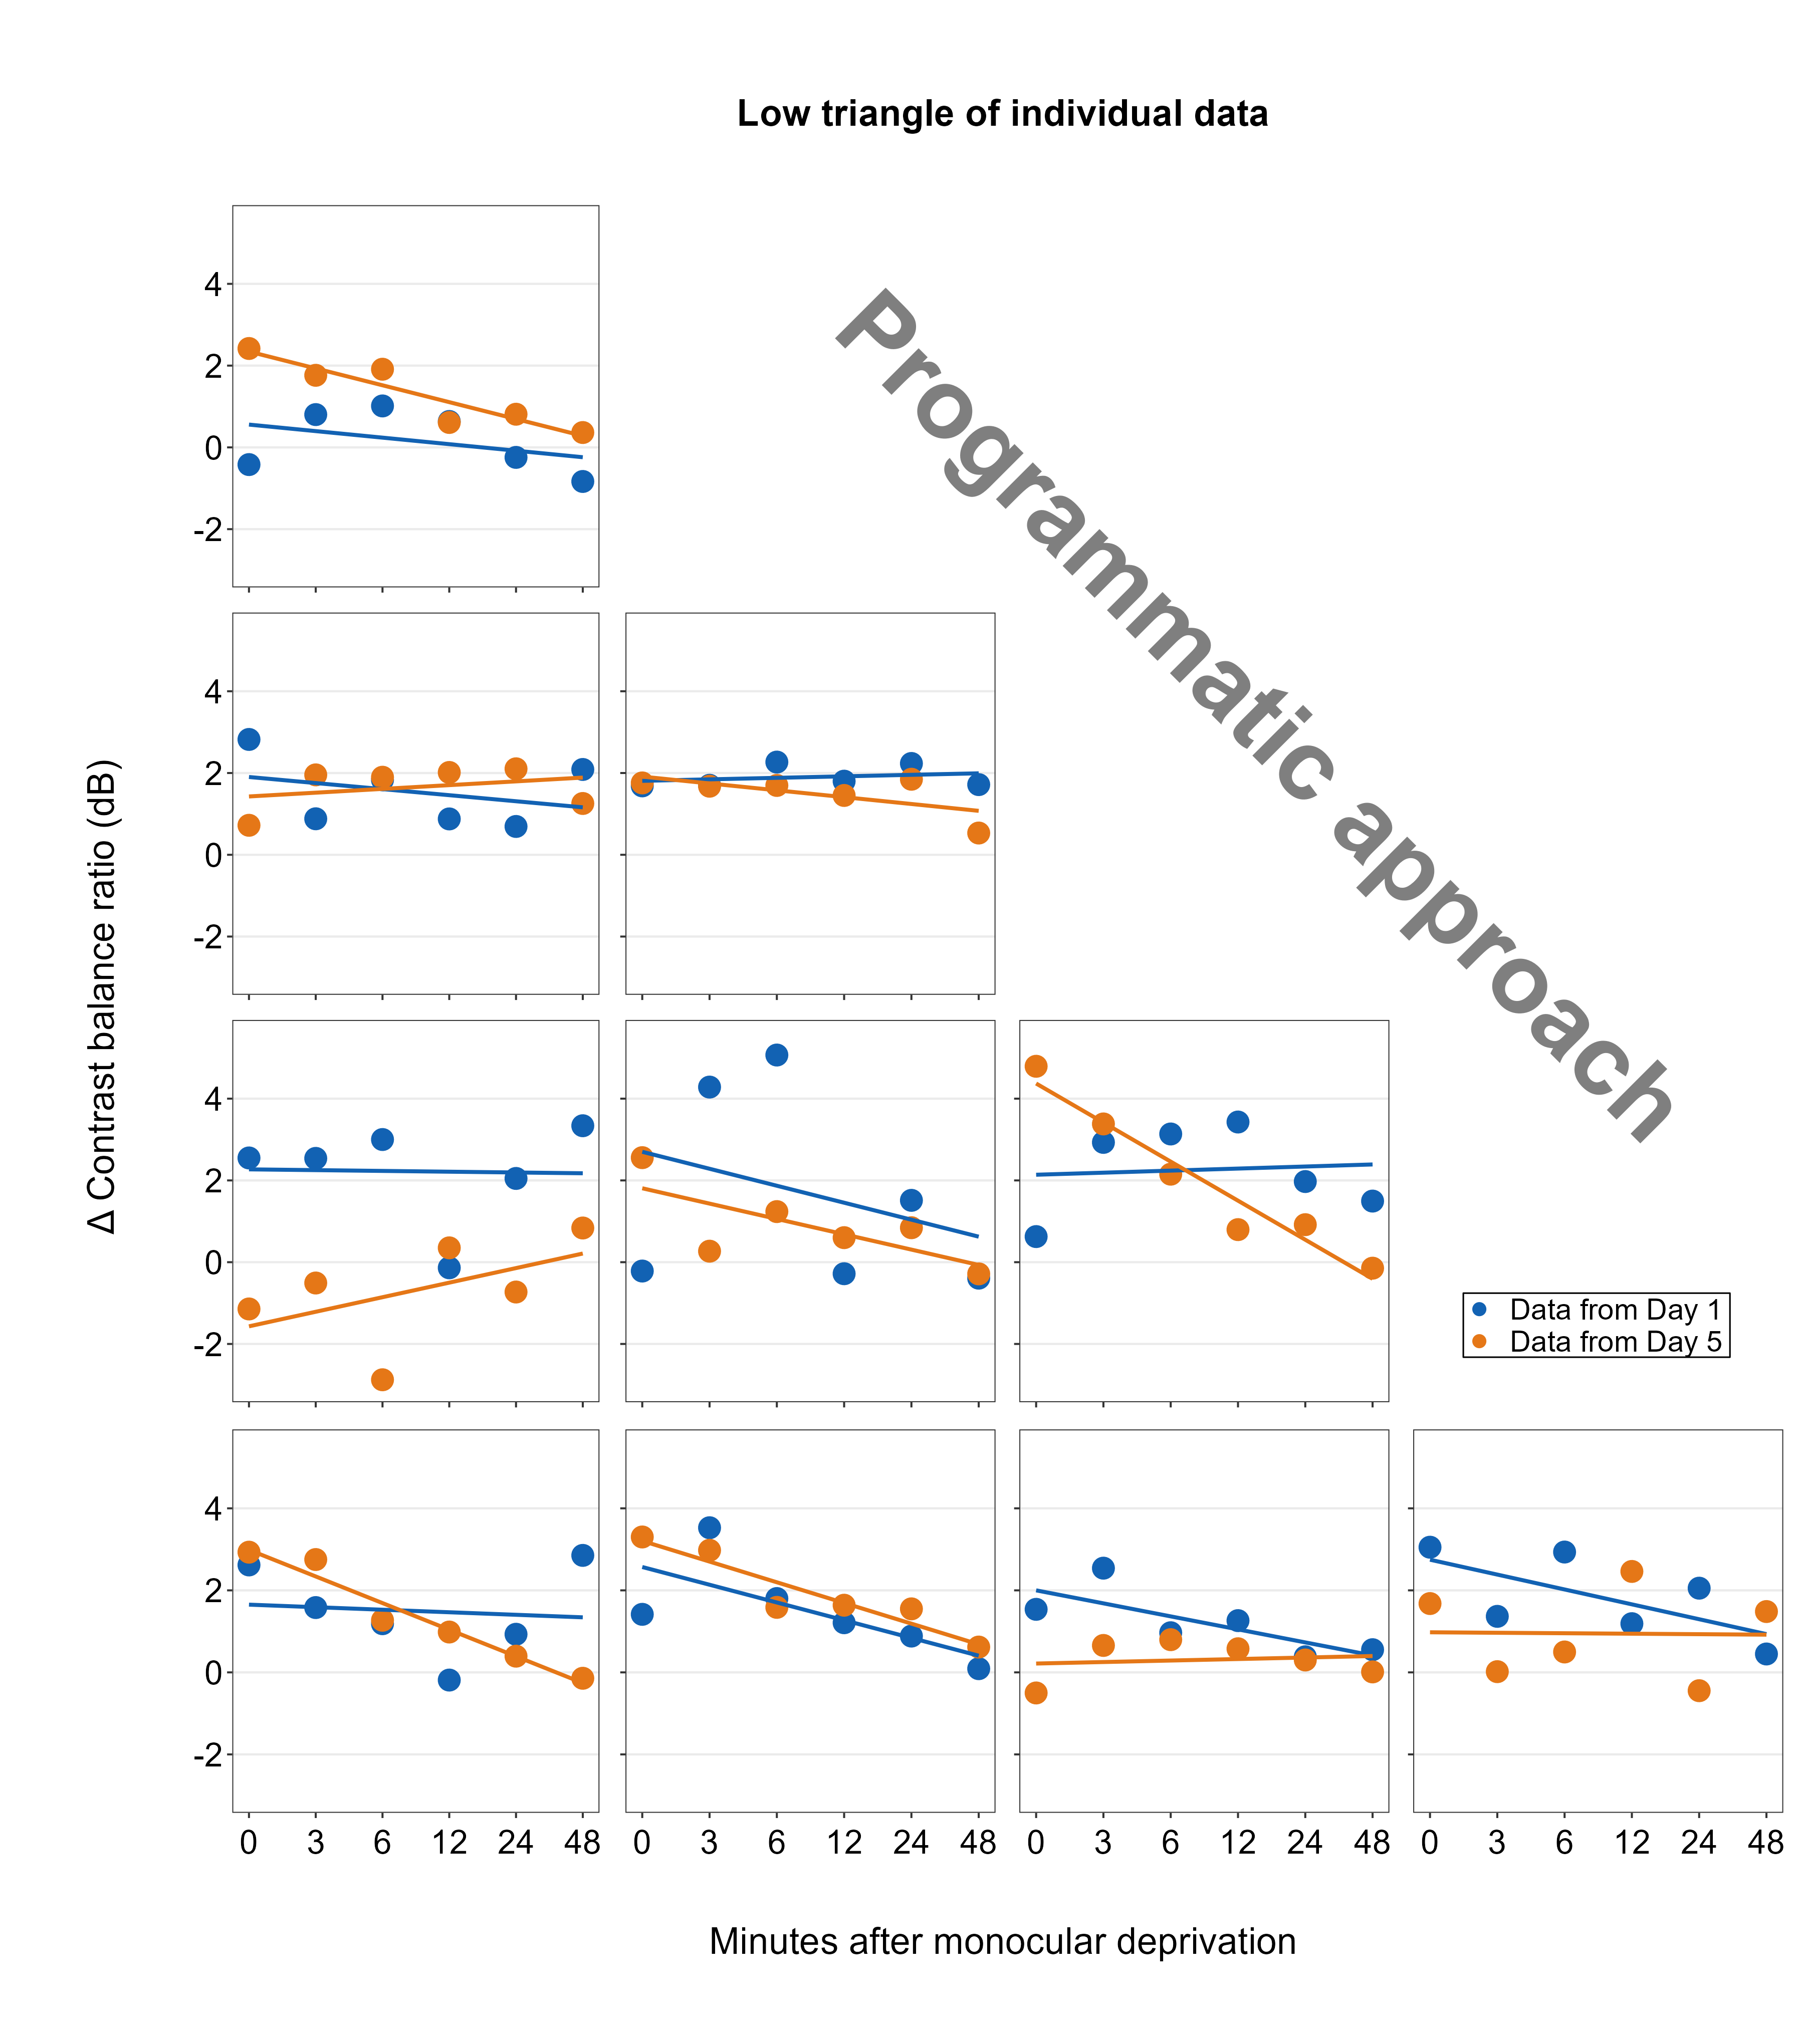 Low triangle of individual data
Programmatic approach
Δ Contrast balance ratio (dB)
4
2
0
-2
4
2
0
-2
4
2
0
-2
Data from Day 1
Data from Day 5
4
2
0
-2
0 3 6 12 24 48
0 3 6 12 24 48
0 3 6 12 24 48
0 3 6 12 24 48
Minutes after monocular deprivation